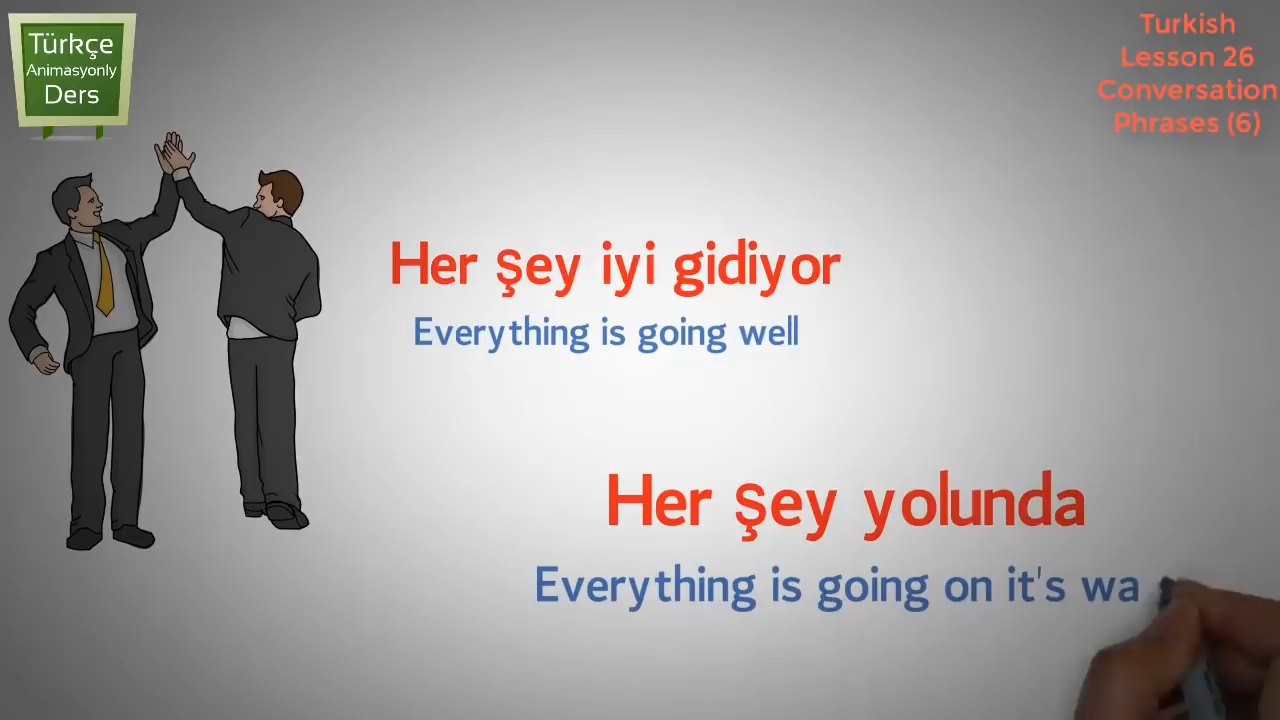 Türkçe
Animasyonly
Ders
Turkish
Lesson 26
Conversation
Phrases (6)
Her şey iyi gidiyor
Everything is going well
Her şey yolunda
Everything is going on it's wa